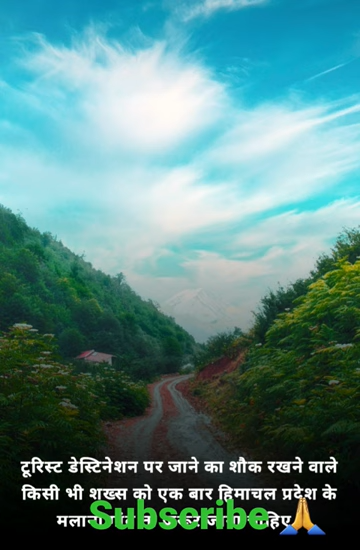 टूरिस्ट डेस्टिनेशन पर जाने का शौक रखने वाले
किसी भी शख्स को एक बार हिमाचल प्रदेश के
Subscribe 🙏